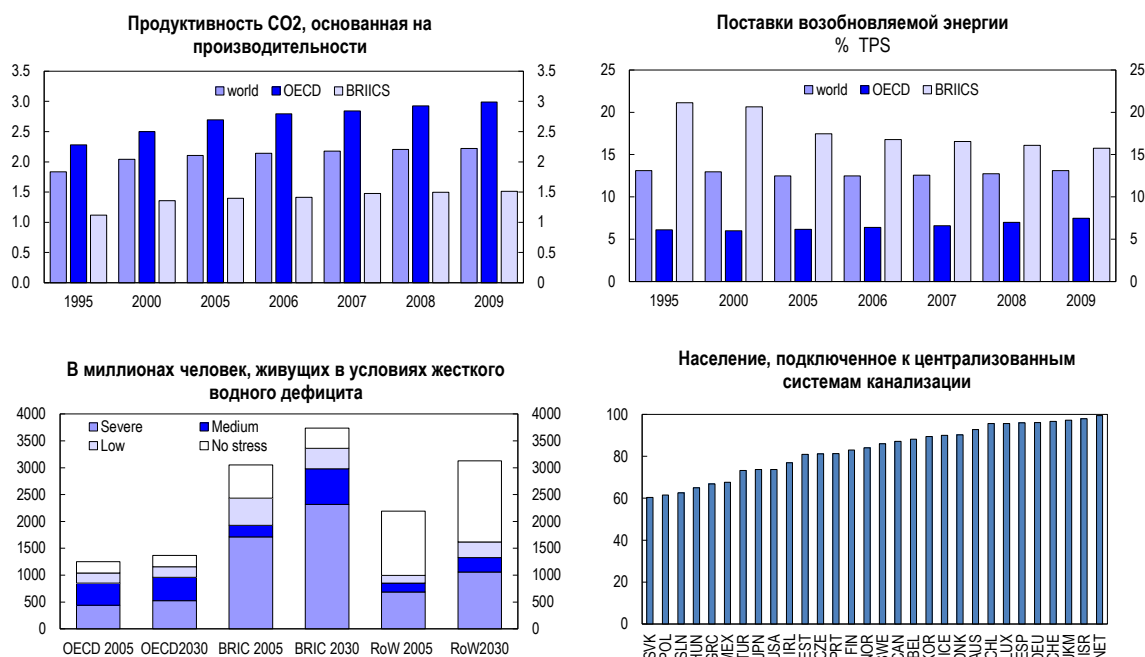 Продуктивность CO2, основанная на
производительности
3.5 3.5
world OECD BRIICS
3.0 3
2.5 2.5
2.0 2
1.5 1.5
1.0 1
0.5 0.5
0.0 0
1995 2000 2005 2006 2007 2008 2009
Поставки возобновляемой энергии
% TPS
25 25
world OECD BRIICS
20 20
15 15
10 10
5 5
0 0
1995 2000 2005 2006 2007 2008 2009
В миллионах человек, живущих в условиях жесткого
водного дефицита
4000 4000
Severe Medium
3500 3500
Low No stress
3000 3000
2500 2500
2000 2000
1500 1500
1000 1000
500 500
0 0
OECD 2005 OECD2030 BRIC 2005 BRIC 2030 RoW 2005 RoW2030
Население, подключенное к централизованным
системам канализации
100
80
60
40
20
0
SVK POL SLN HUN GRC MEX TUR JPN USA IRL EST CZE PRT FIN NOR SWE CAN BEL KOR ICE DNK AUS CHL LUX ESP DEU CHE UKM ISR NET